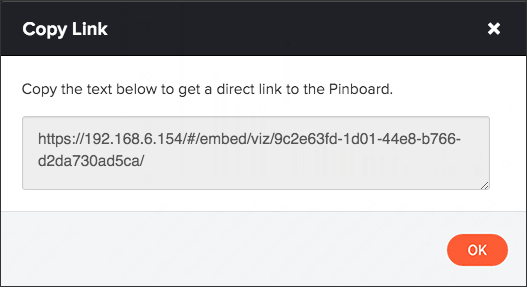 Copy Link
Copy the text below to get a direct link to the Pinboard.
https://192.168.6.154/#/embed/viz/9c2e63fd-1d01-44e8-b766-
d2da730ad5ca/
OK